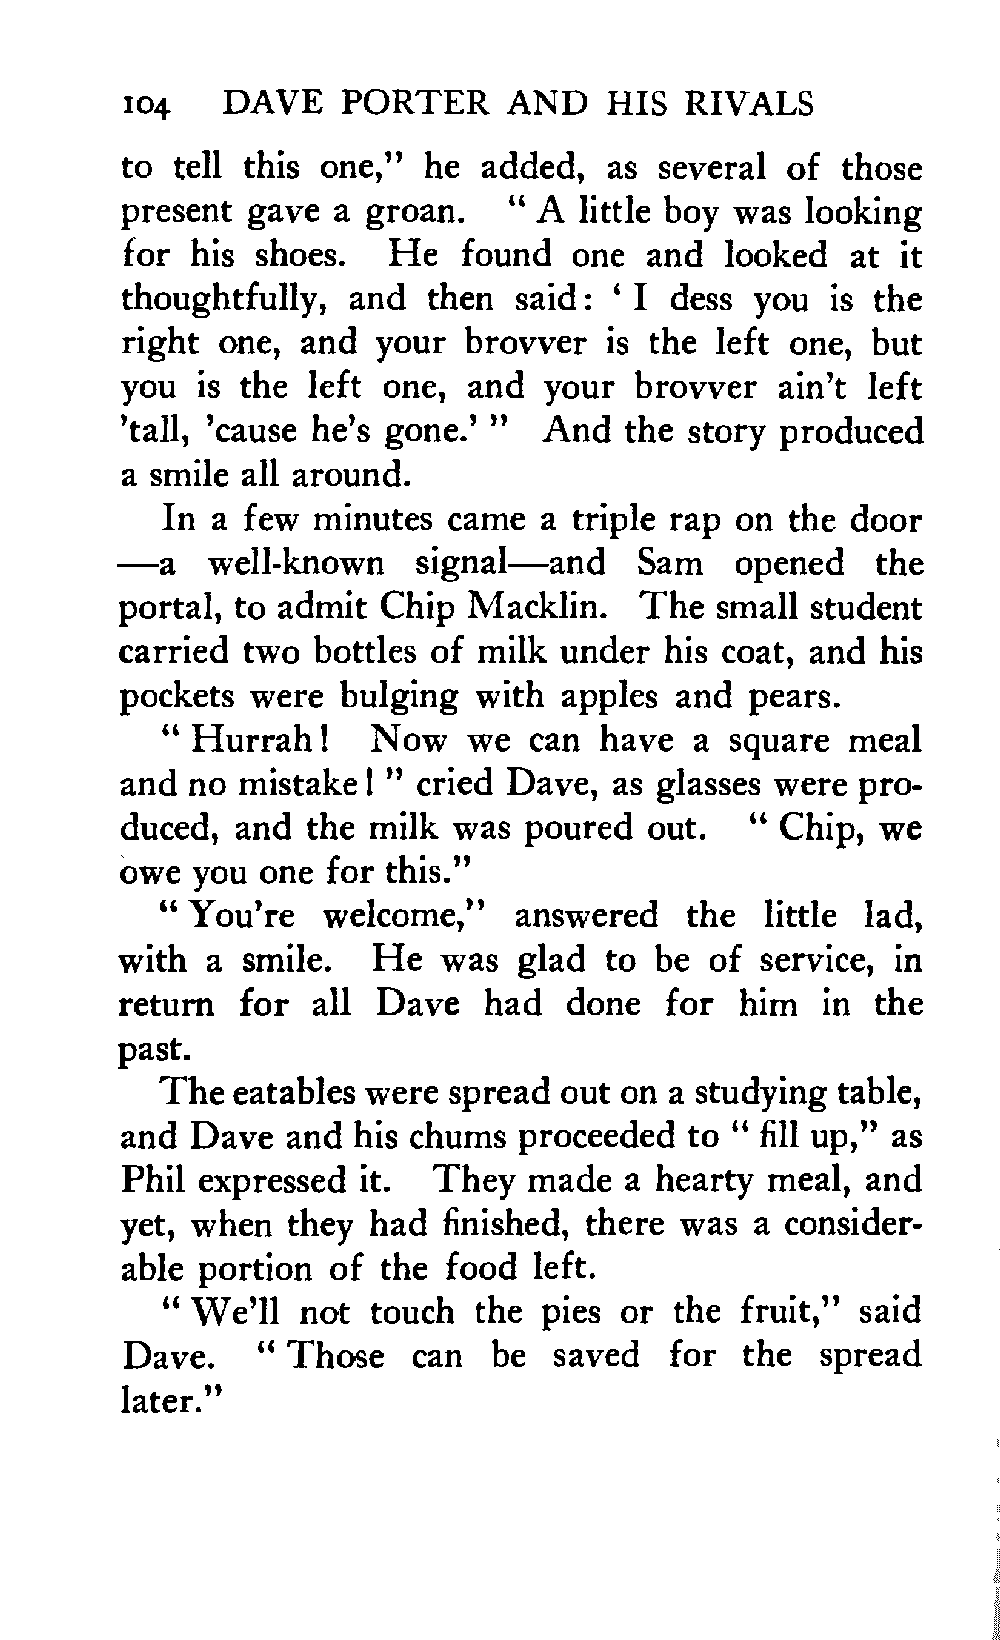 104 DAVE PORTER AND HIS RIVALS
to tell this one," he added, as several of those
present gave a groan. "A little boy was looking
for his shoes. He found one and looked at it
thoughtfully, and then said: 'I dess you is the
right one, and your brovver is the left one, but
you is the left one, and your brovver ain't left
'tall, 'cause he's gone.'" And the story produced
a smile all around.
In a few minutes came a triple rap on the door
—a well-known signal—and Sam opened the
portal, to admit Chip Macklin. The small student
carried two bottles of milk under his coat, and his
pockets were bulging with apples and pears.
"Hurrah! Now we can have a square meal
and no mistake!" cried Dave, as glasses were pro-
duced, and the milk was poured out. "Chip, we
owe you one for this."
"You're welcome," answered the little lad,
with a smile. He was glad to be of service, in
return for all Dave had done for him in the
past.
The eatables were spread out on a studying table,
and Dave and his chums proceeded to "fill up," as
Phil expressed it. They made a hearty meal, and
yet, when they had finished, there was a consider-
able portion of the food left.
"We'll not touch the pies or the fruit," said
Dave. "Those can be saved for the spread
later."